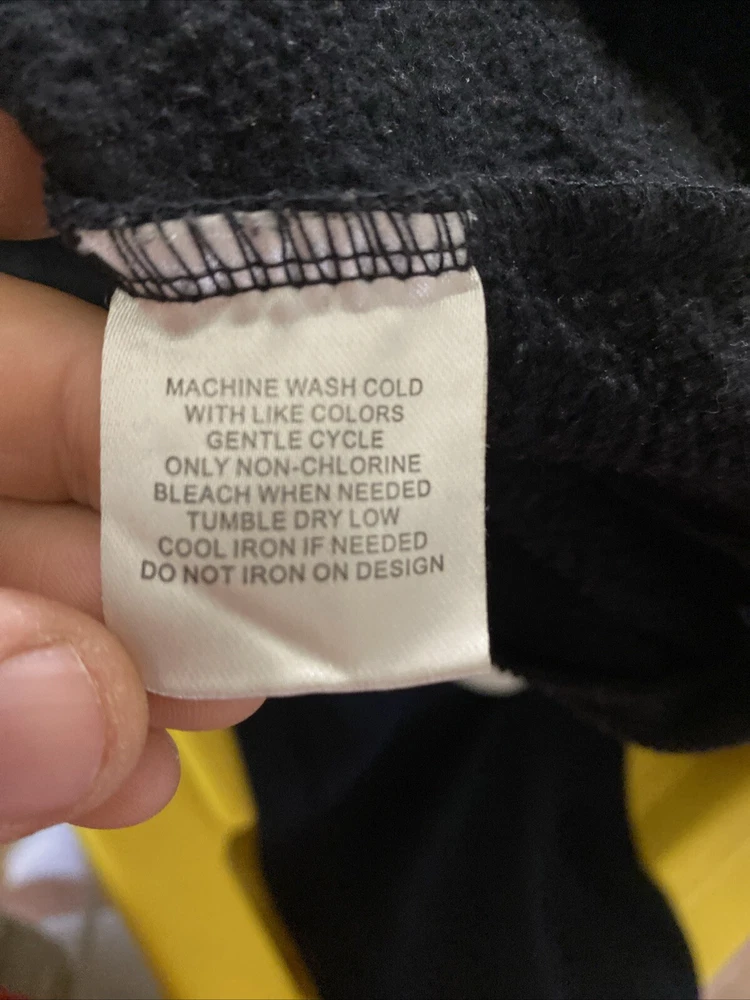 MACHINE WASH COLD
WITH LIKE COLORS
GENTLE CYCLE
ONLY NON-CHLORINE
BLEACH WHEN NEEDED
TUMBLE DRY LOW
COOL IRON IF NEEDED
DO NOT IRON ON DESIGN